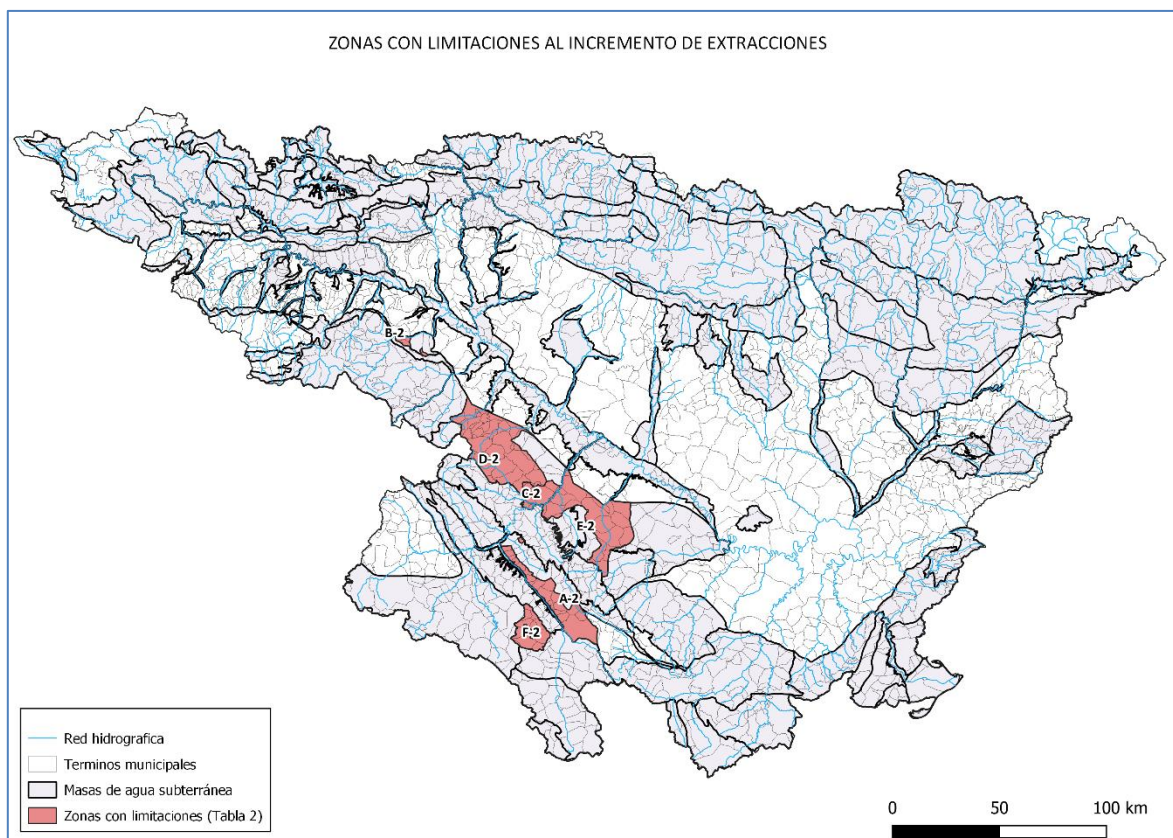 ZONAS CON LIMITACIONES AL INCREMENTO DE EXTRACCIONES
B-2
D-2
C-2
E-2
A-2
F-2
Red hidrografica
Terminos municipales
Masas de agua subterránea
Zonas con limitaciones (Tabla 2)
0 50 100 km